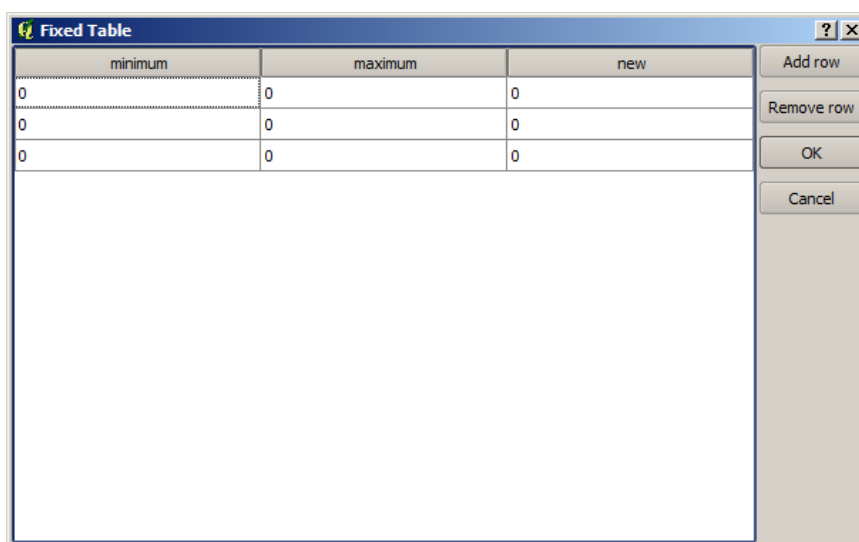 Fixed Table
minimum maximum new Add row
0 0 0 Remove row
0 0 0
0 0 0 OK
Cancel